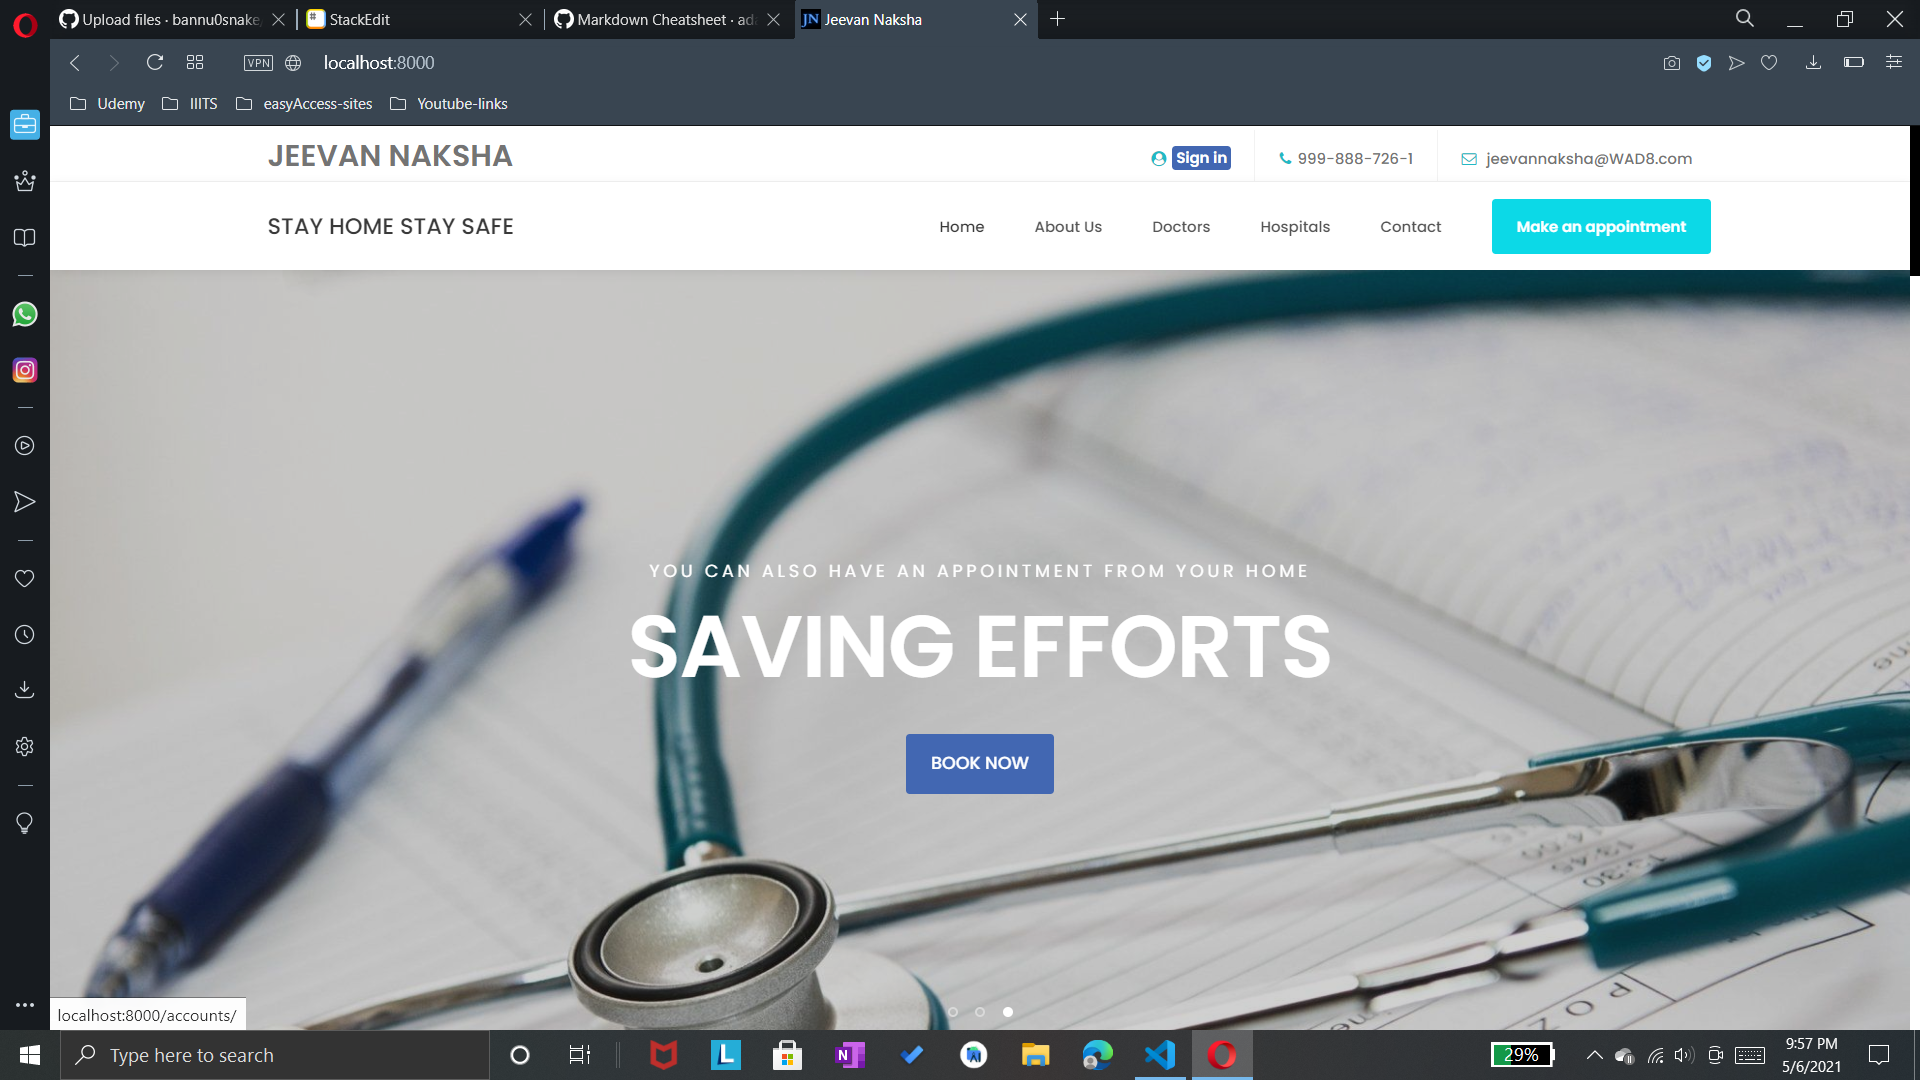 Upload files · bannu0snake
StackEdit
Markdown Cheatsheet · ad
JN Jeevan Naksha
VPN localhost:8000
Udemy IIITS easyAccess-sites Youtube-links
JEEVAN NAKSHA
Sign in 999-888-726-1 jeevannaksha@WAD8.com
STAY HOME STAY SAFE
Home About Us Doctors Hospitals Contact Make an appointment
YOU CAN ALSO HAVE AN APPOINTMENT FROM YOUR HOME
SAVING EFFORTS
BOOK NOW
localhost:8000/accounts/
Type here to search
29%
9:57 PM
5/6/2021